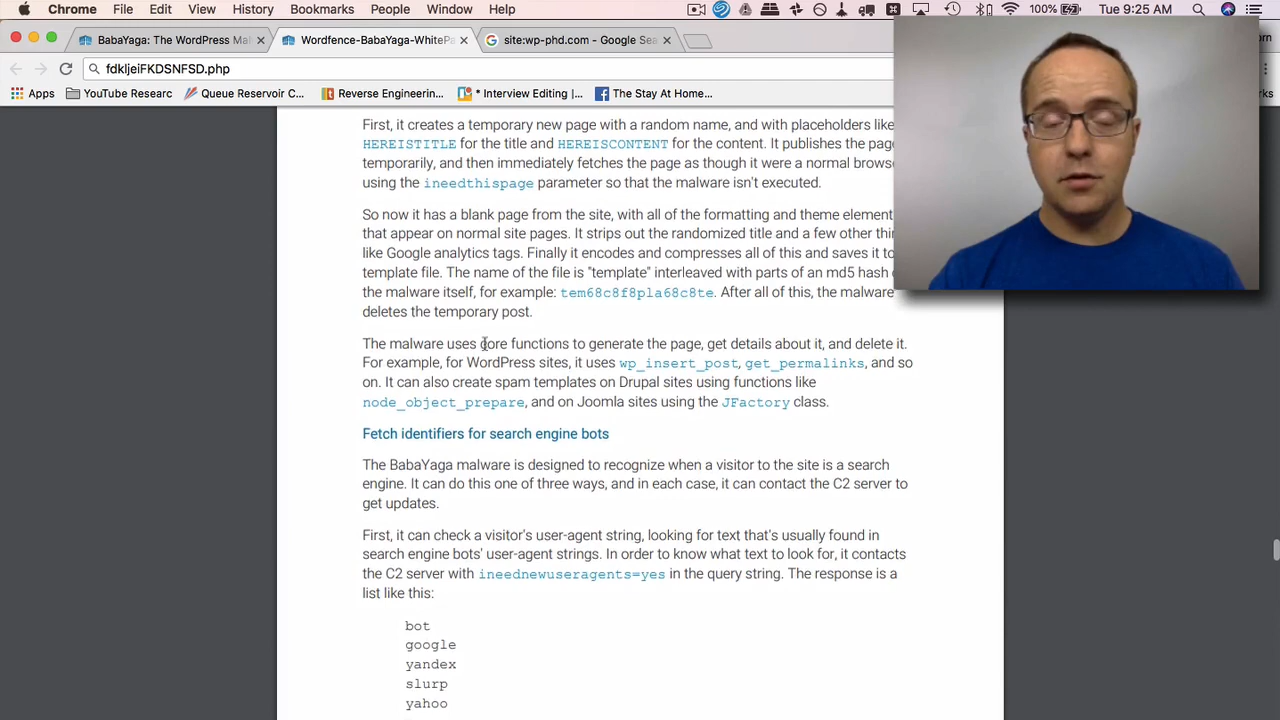 Chrome File Edit View History Bookmarks People Window Help 100% Tue 9:25 AM
BabaYaga: The WordPress Mal × Wordfence-BabaYaga-WhitePa × site:wp-phd.com - Google Sea ×
fdkljeiFKDSNFSD.php
Apps YouTube Researc Queue Reservoir C... Reverse Engineerin... * Interview Editing |... The Stay At Home...
First, it creates a temporary new page with a random name, and with placeholders like
HEREISTITLE for the title and HEREISCONTENT for the content. It publishes the page
temporarily, and then immediately fetches the page as though it were a normal browse
using the ineedthispage parameter so that the malware isn't executed.
So now it has a blank page from the site, with all of the formatting and theme element
that appear on normal site pages. It strips out the randomized title and a few other thin
like Google analytics tags. Finally it encodes and compresses all of this and saves it to
template file. The name of the file is "template" interleaved with parts of an md5 hash
the malware itself, for example: tem68c8f8pla68c8te. After all of this, the malware
deletes the temporary post.
The malware uses core functions to generate the page, get details about it, and delete it.
For example, for WordPress sites, it uses wp_insert_post, get_permalinks, and so
on. It can also create spam templates on Drupal sites using functions like
node_object_prepare, and on Joomla sites using the JFactory class.
Fetch identifiers for search engine bots
The BabaYaga malware is designed to recognize when a visitor to the site is a search
engine. It can do this one of three ways, and in each case, it can contact the C2 server to
get updates.
First, it can check a visitor's user-agent string, looking for text that's usually found in
search engine bots' user-agent strings. In order to know what text to look for, it contacts
the C2 server with ineednewuseragents=yes in the query string. The response is a
list like this:
bot
google
yandex
slurp
yahoo